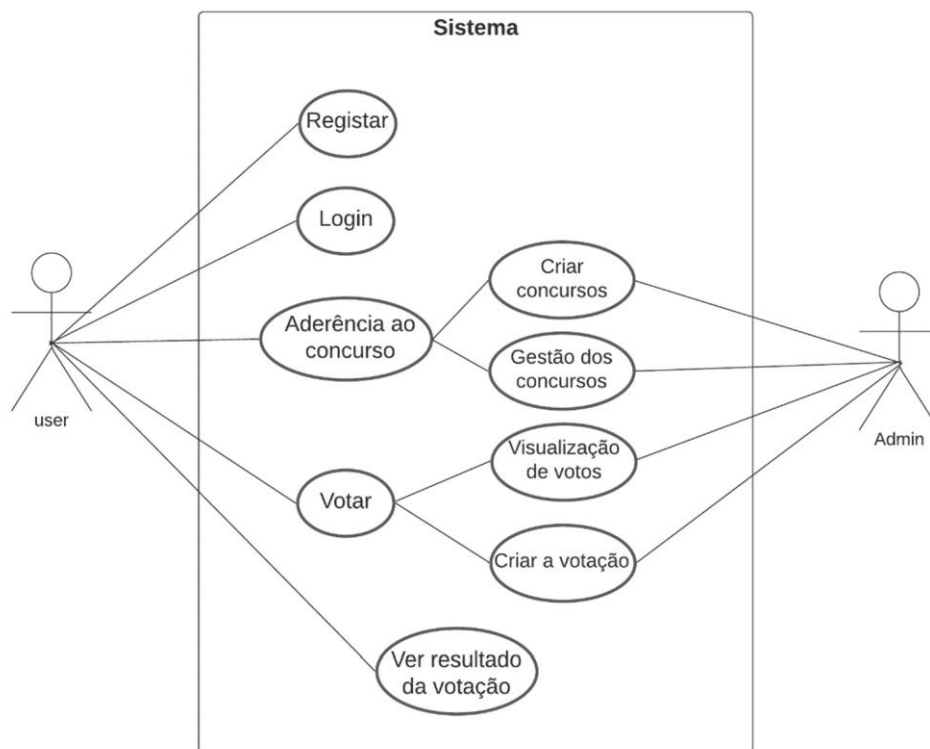 Sistema
Registar
Login
Aderência ao
concurso
Criar
concursos
Gestão dos
concursos
user
Admin
Votar
Visualização
de votos
Criar a votação
Ver resultado
da votação